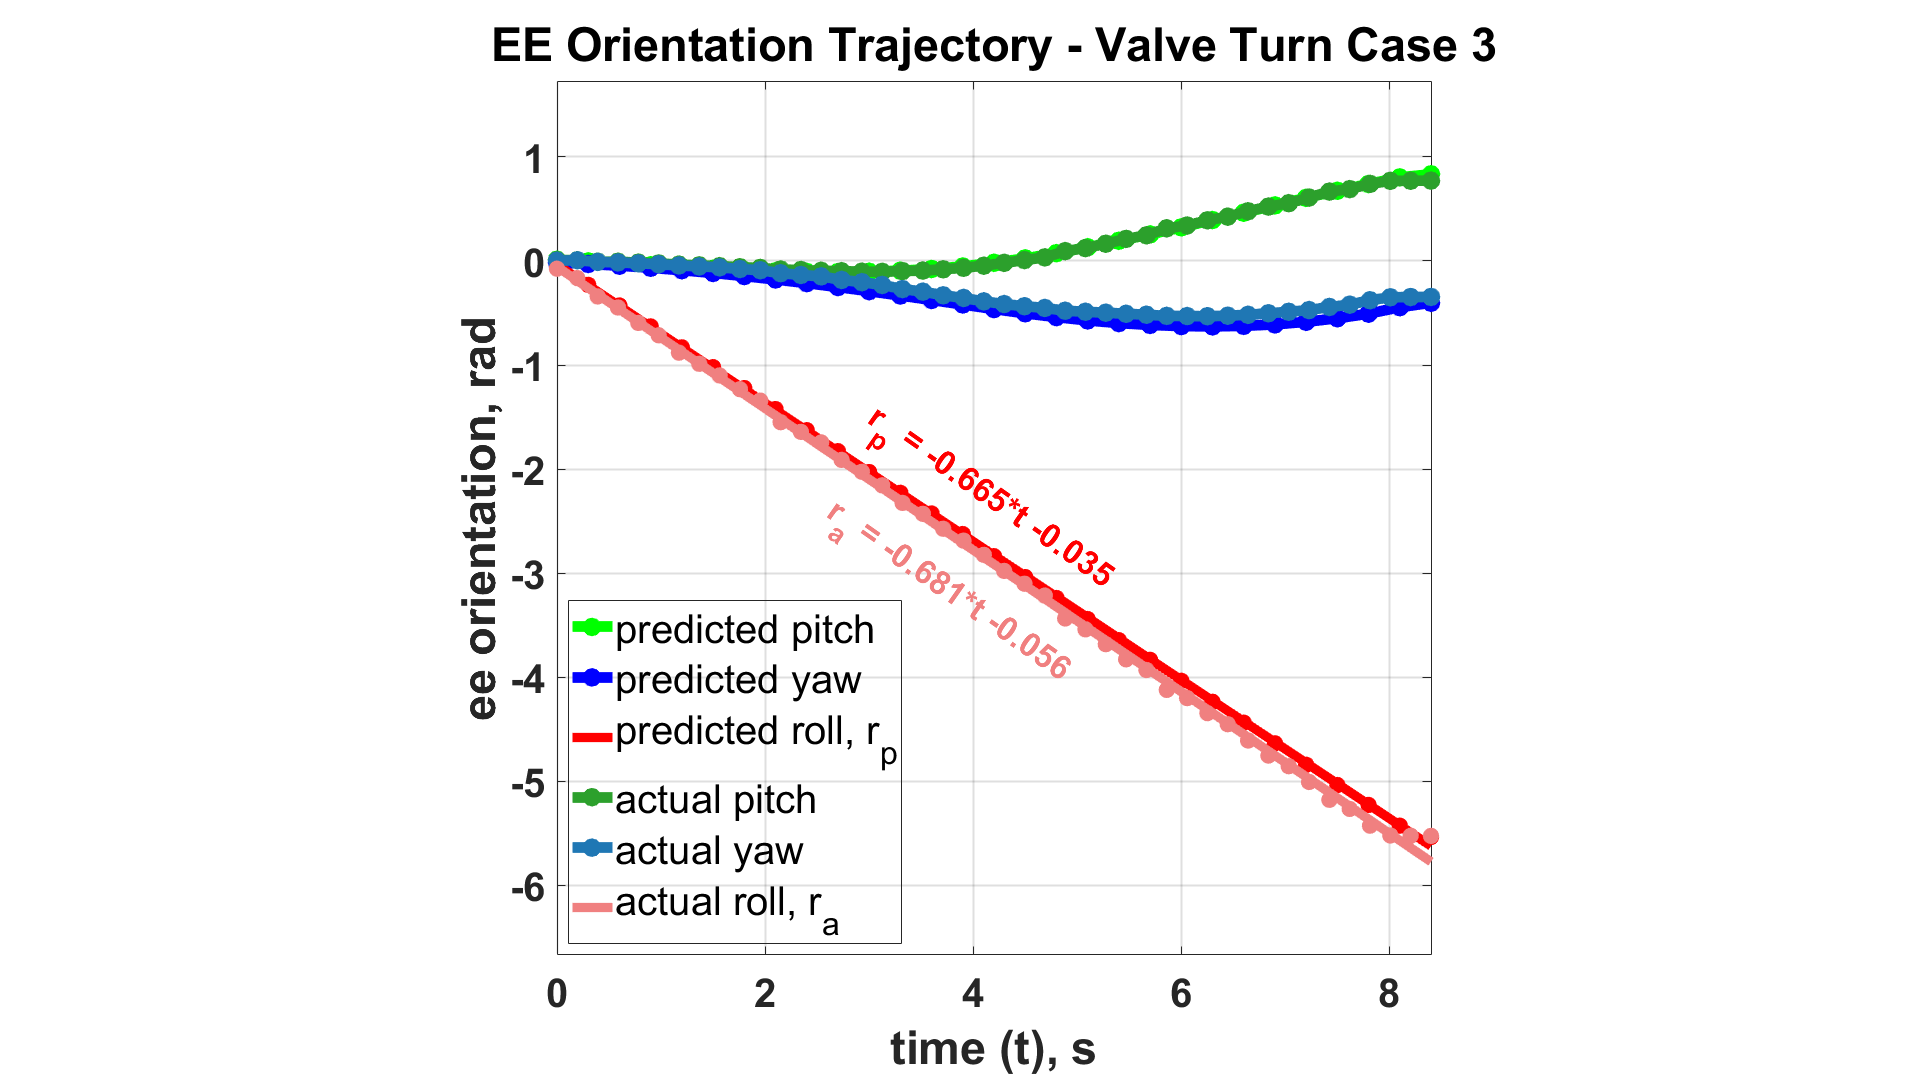 EE Orientation Trajectory - Valve Turn Case 3
ee orientation, rad
1
0
-1
-2
-3
-4
-5
-6
r_p = -0.665*t -0.035
r_a = -0.681*t -0.056
predicted pitch
predicted yaw
predicted roll, r_p
actual pitch
actual yaw
actual roll, r_a
0 2 4 6 8
time (t), s